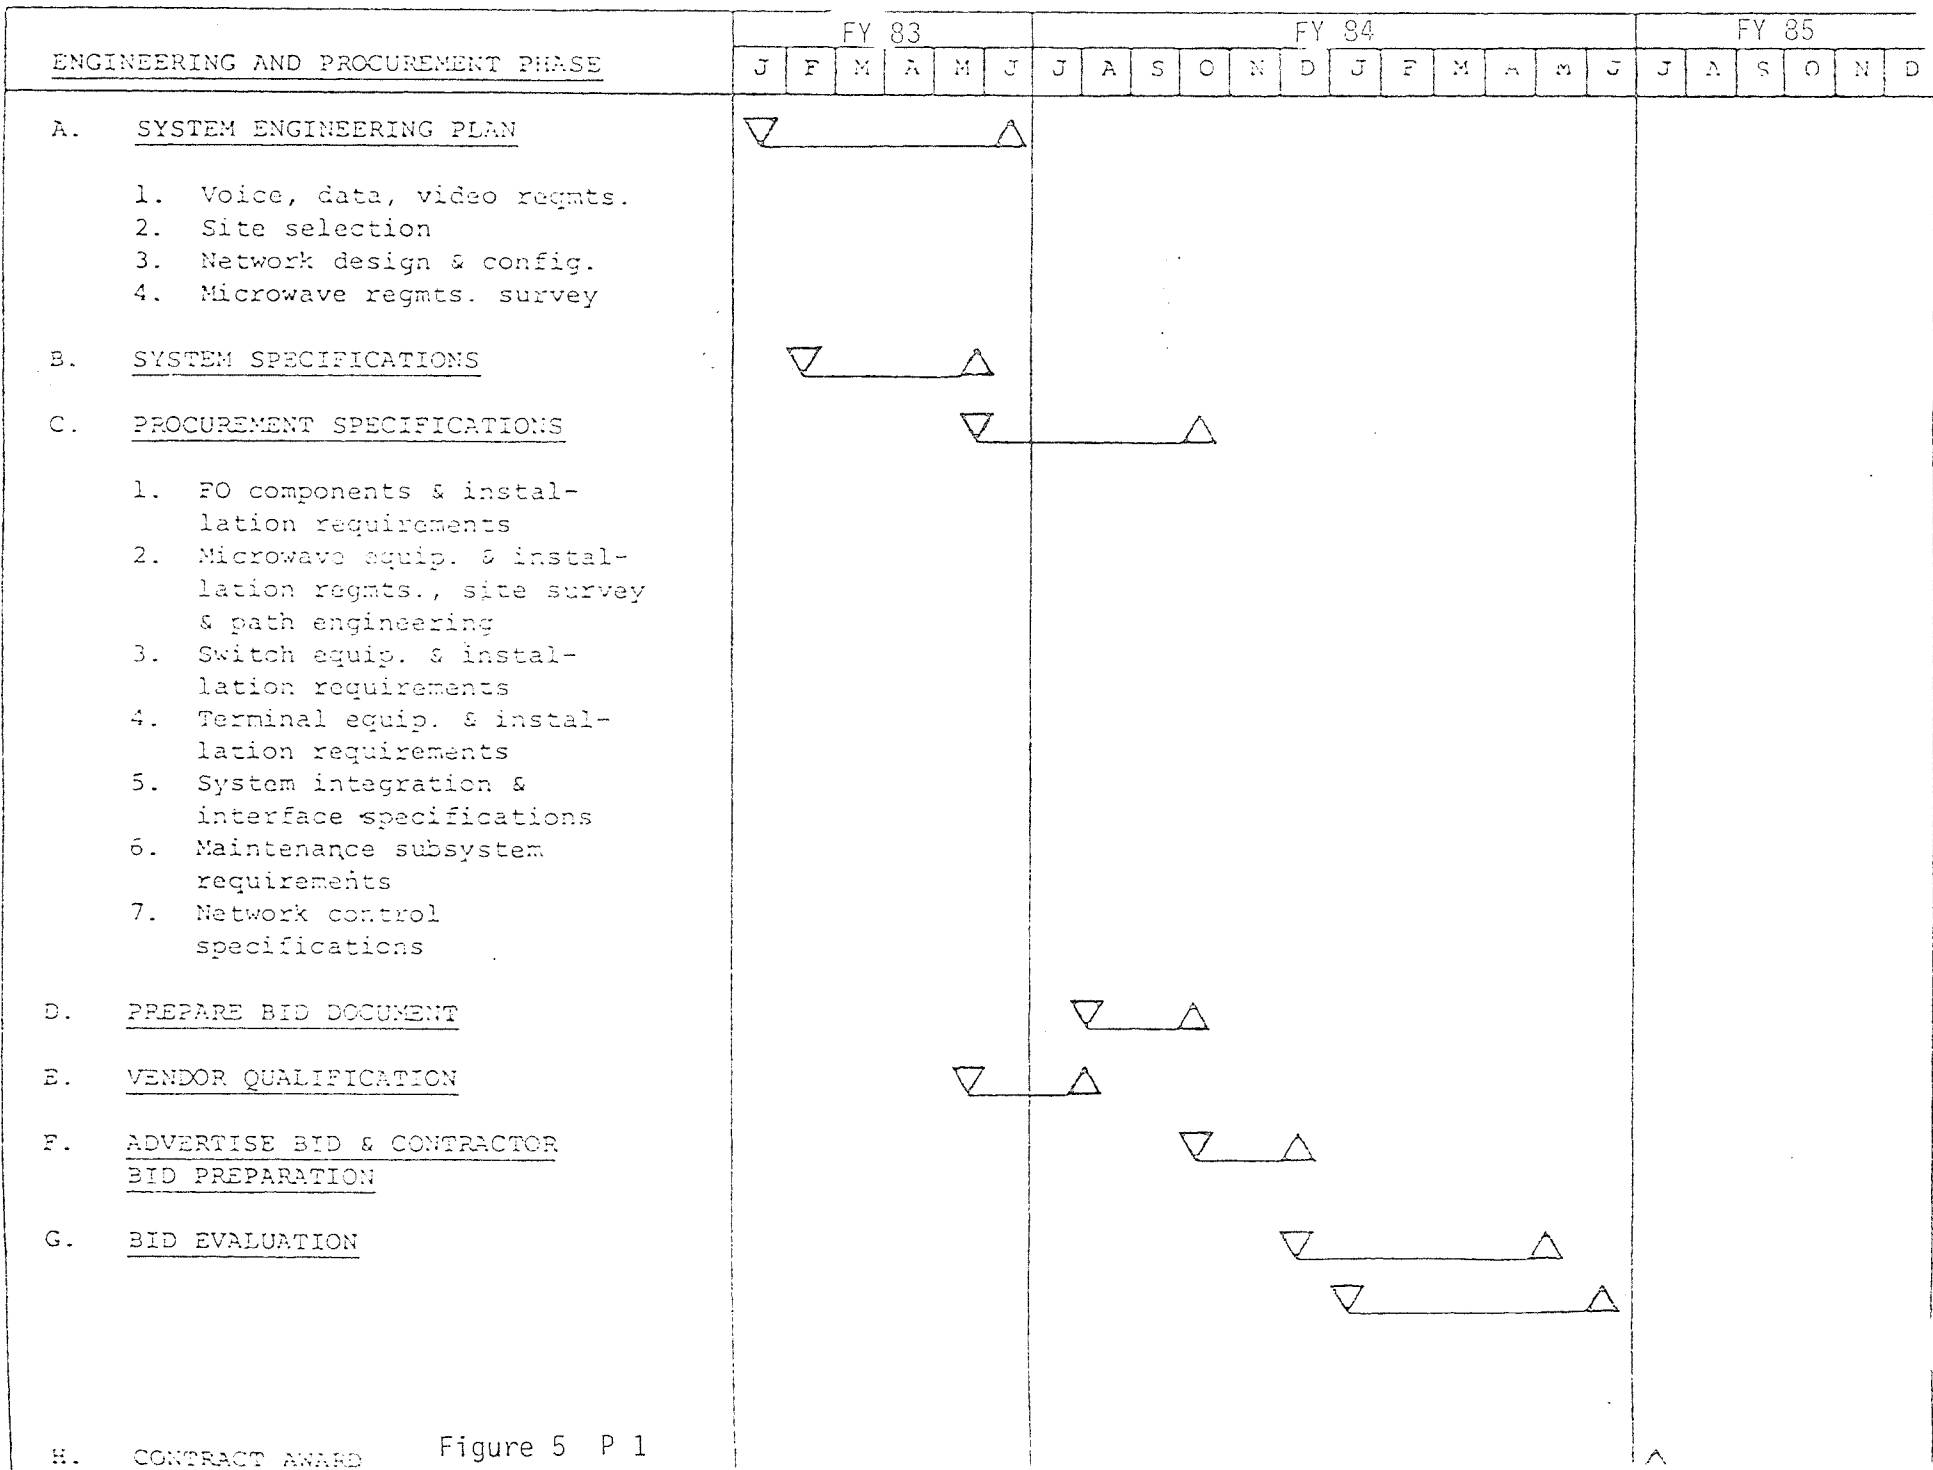 FY 83 FY 84 FY 85
ENGINEERING AND PROCUREMENT PHASE J F M A M J J A S O N D J F M A M J J A S O N D
A. SYSTEM ENGINEERING PLAN
1. Voice, data, video reqmts.
2. Site selection
3. Network design & config.
4. Microwave reqmts. survey
B. SYSTEM SPECIFICATIONS
C. PROCUREMENT SPECIFICATIONS
1. FO components & instal-
lation requirements
2. Microwave equip. & instal-
lation reqmts., site survey
& path engineering
3. Switch equip. & instal-
lation requirements
4. Terminal equip. & instal-
lation requirements
5. System integration &
interface specifications
6. Maintenance subsystem
requirements
7. Network control
specifications
D. PREPARE BID DOCUMENT
E. VENDOR QUALIFICATION
F. ADVERTISE BID & CONTRACTOR
BID PREPARATION
G. BID EVALUATION
H. CONTRACT AWARD
Figure 5 P 1